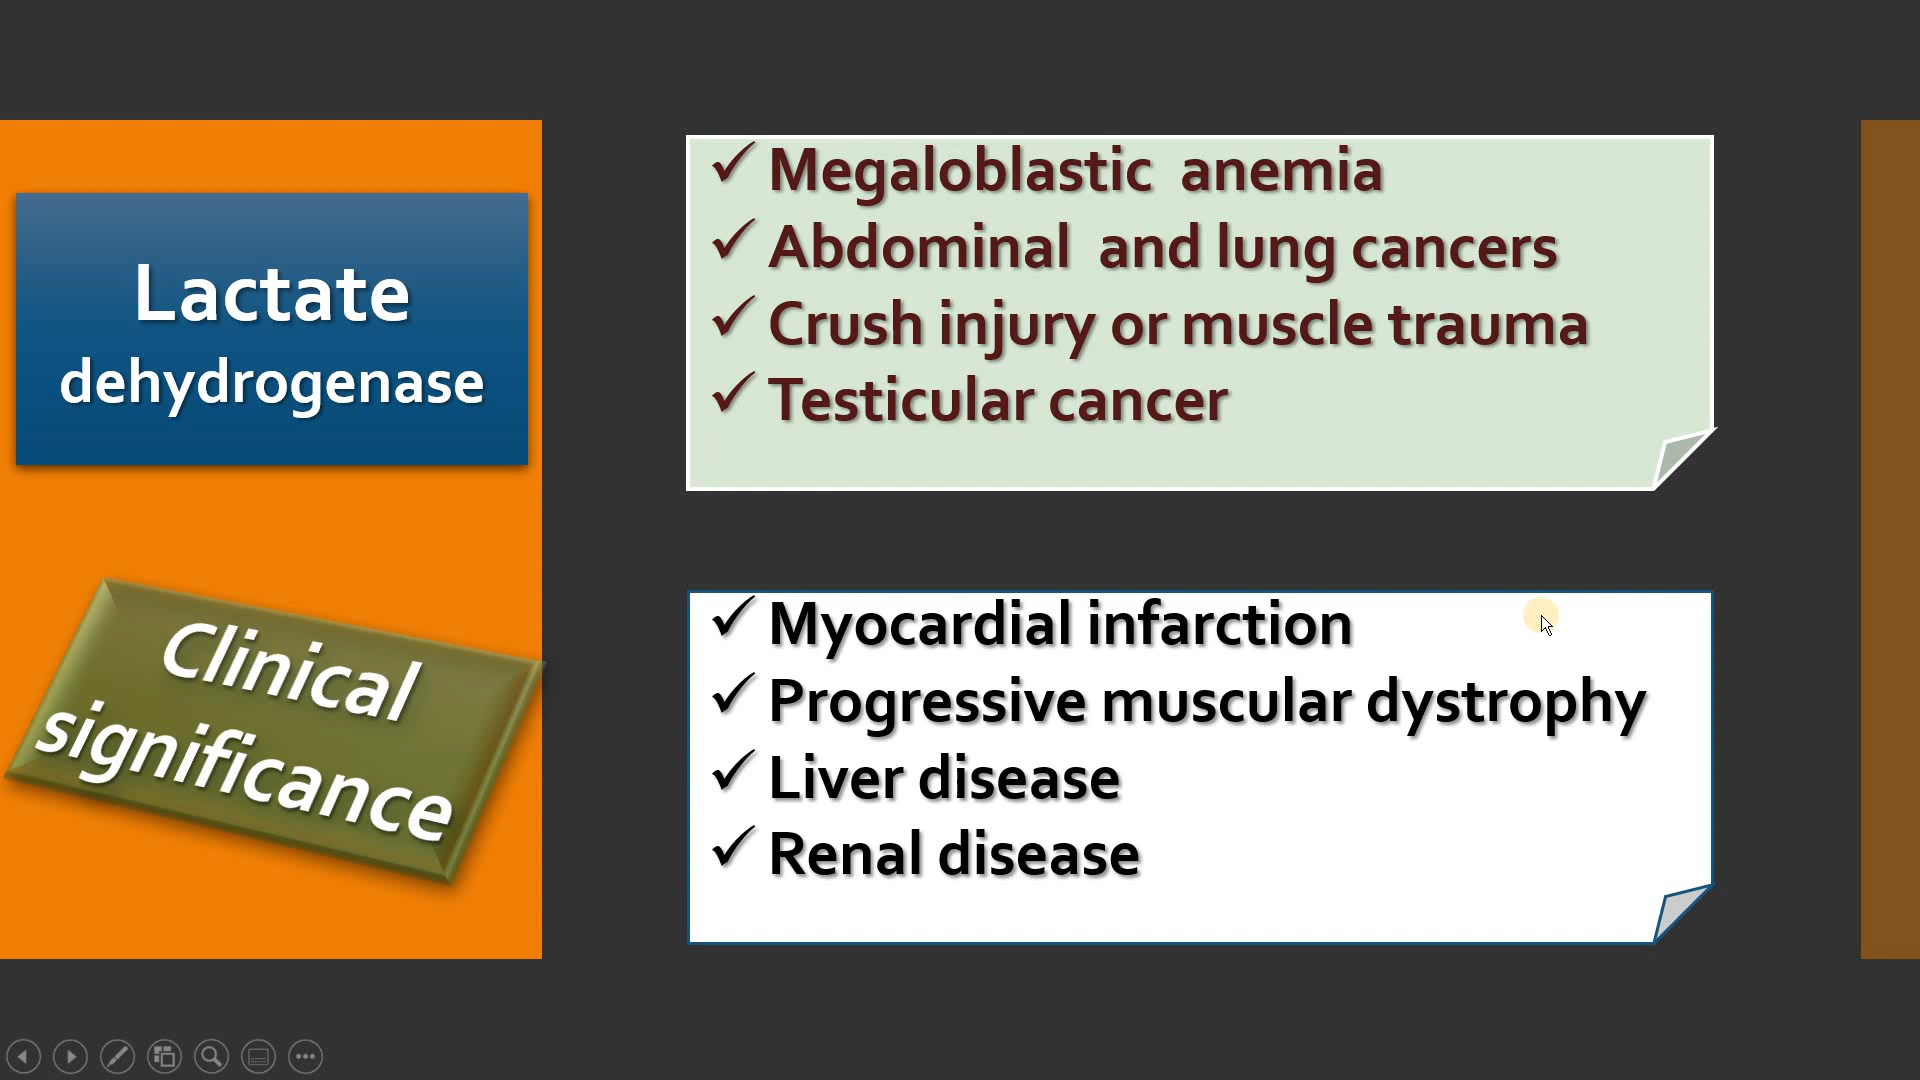 Lactate
dehydrogenase
Clinical
significance
✓ Megaloblastic  anemia
✓ Abdominal  and lung cancers
✓ Crush injury or muscle trauma
✓ Testicular cancer
✓ Myocardial infarction
✓ Progressive muscular dystrophy
✓ Liver disease
✓ Renal disease